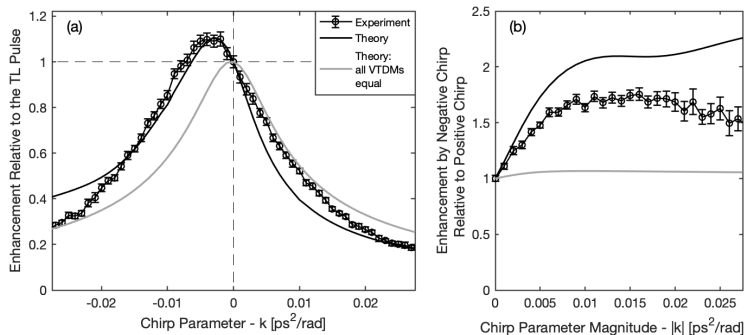 (a)
Experiment
Theory
Theory:
all VTDMs
equal
1.2
1
0.8
0.6
0.4
0.2
0
Enhancement Relative to the TL Pulse
-0.02
-0.01
0
0.01
0.02
Chirp Parameter - k [ps²/rad]
(b)
2.5
2
1.5
1
0.5
0
Enhancement by Negative Chirp
Relative to Positive Chirp
0
0.005
0.01
0.015
0.02
0.025
Chirp Parameter Magnitude - |k| [ps²/rad]